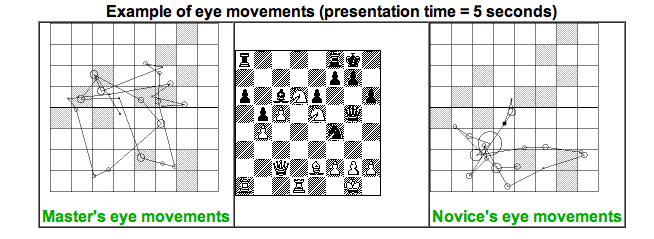 Example of eye movements (presentation time = 5 seconds)
Master's eye movements
Novice's eye movements